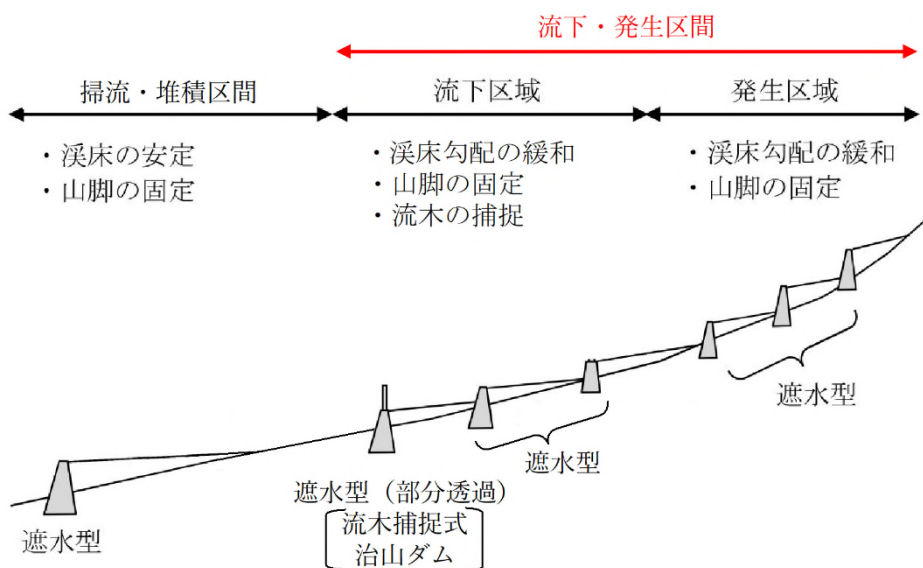 流下・発生区間
掃流・堆積区間
流下区域
発生区域
・渓床の安定
・山脚の固定
・渓床勾配の緩和
・山脚の固定
・流木の捕捉
・渓床勾配の緩和
・山脚の固定
遮水型
遮水型
遮水型（部分透過）
流木捕捉式
治山ダム
遮水型